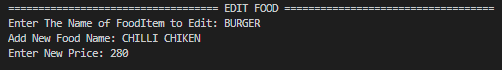 =================================== EDIT FOOD ===================================
Enter The Name of FoodItem to Edit: BURGER
Add New Food Name: CHILLI CHIKEN
Enter New Price: 280